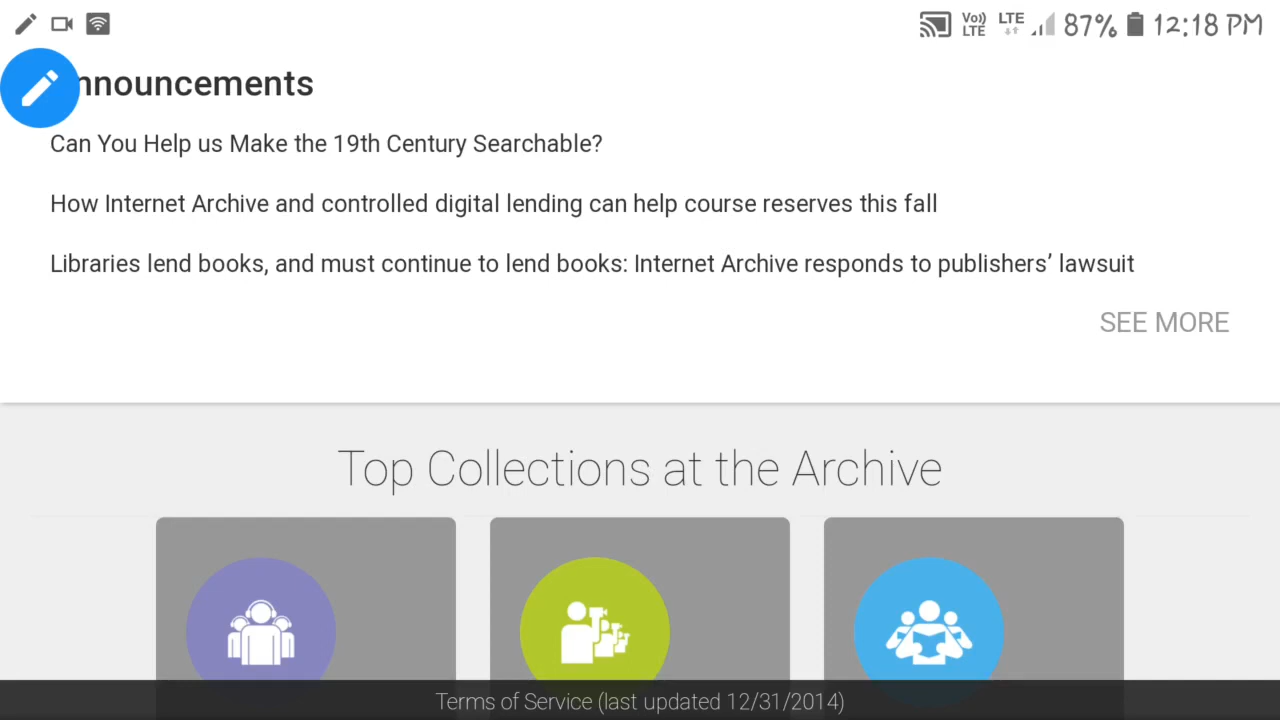 Vo)) LTE LTE 87% 12:18 PM
nnouncements
Can You Help us Make the 19th Century Searchable?
How Internet Archive and controlled digital lending can help course reserves this fall
Libraries lend books, and must continue to lend books: Internet Archive responds to publishers’ lawsuit
SEE MORE
Top Collections at the Archive
Terms of Service (last updated 12/31/2014)